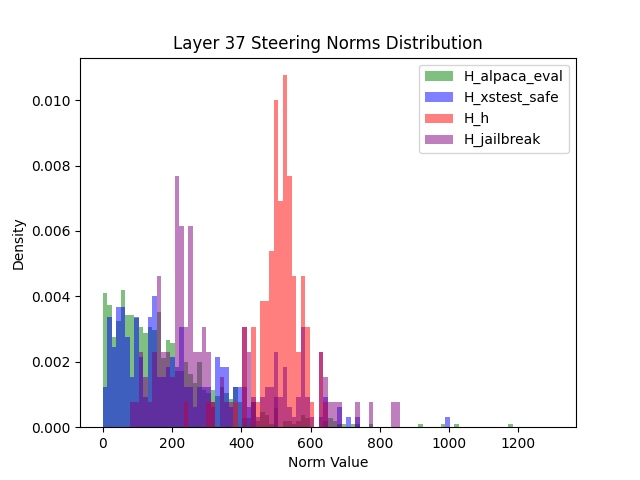 Layer 37 Steering Norms Distribution
H_alpaca_eval
H_xstest_safe
H_h
H_jailbreak
Density
0.010
0.008
0.006
0.004
0.002
0.000
0 200 400 600 800 1000 1200
Norm Value